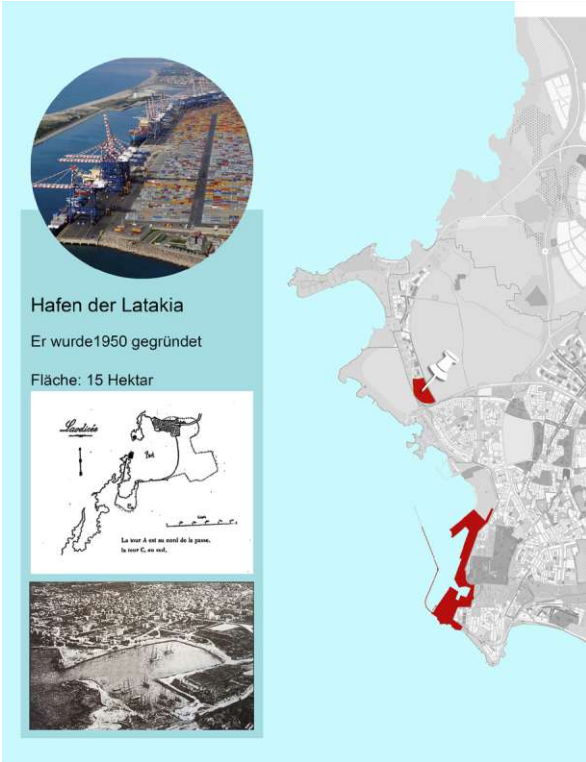 Hafen der Latakia
Er wurde1950 gegründet
Fläche: 15 Hektar
Port
La tour A est au nord de la passe,
la tour C, au sud.